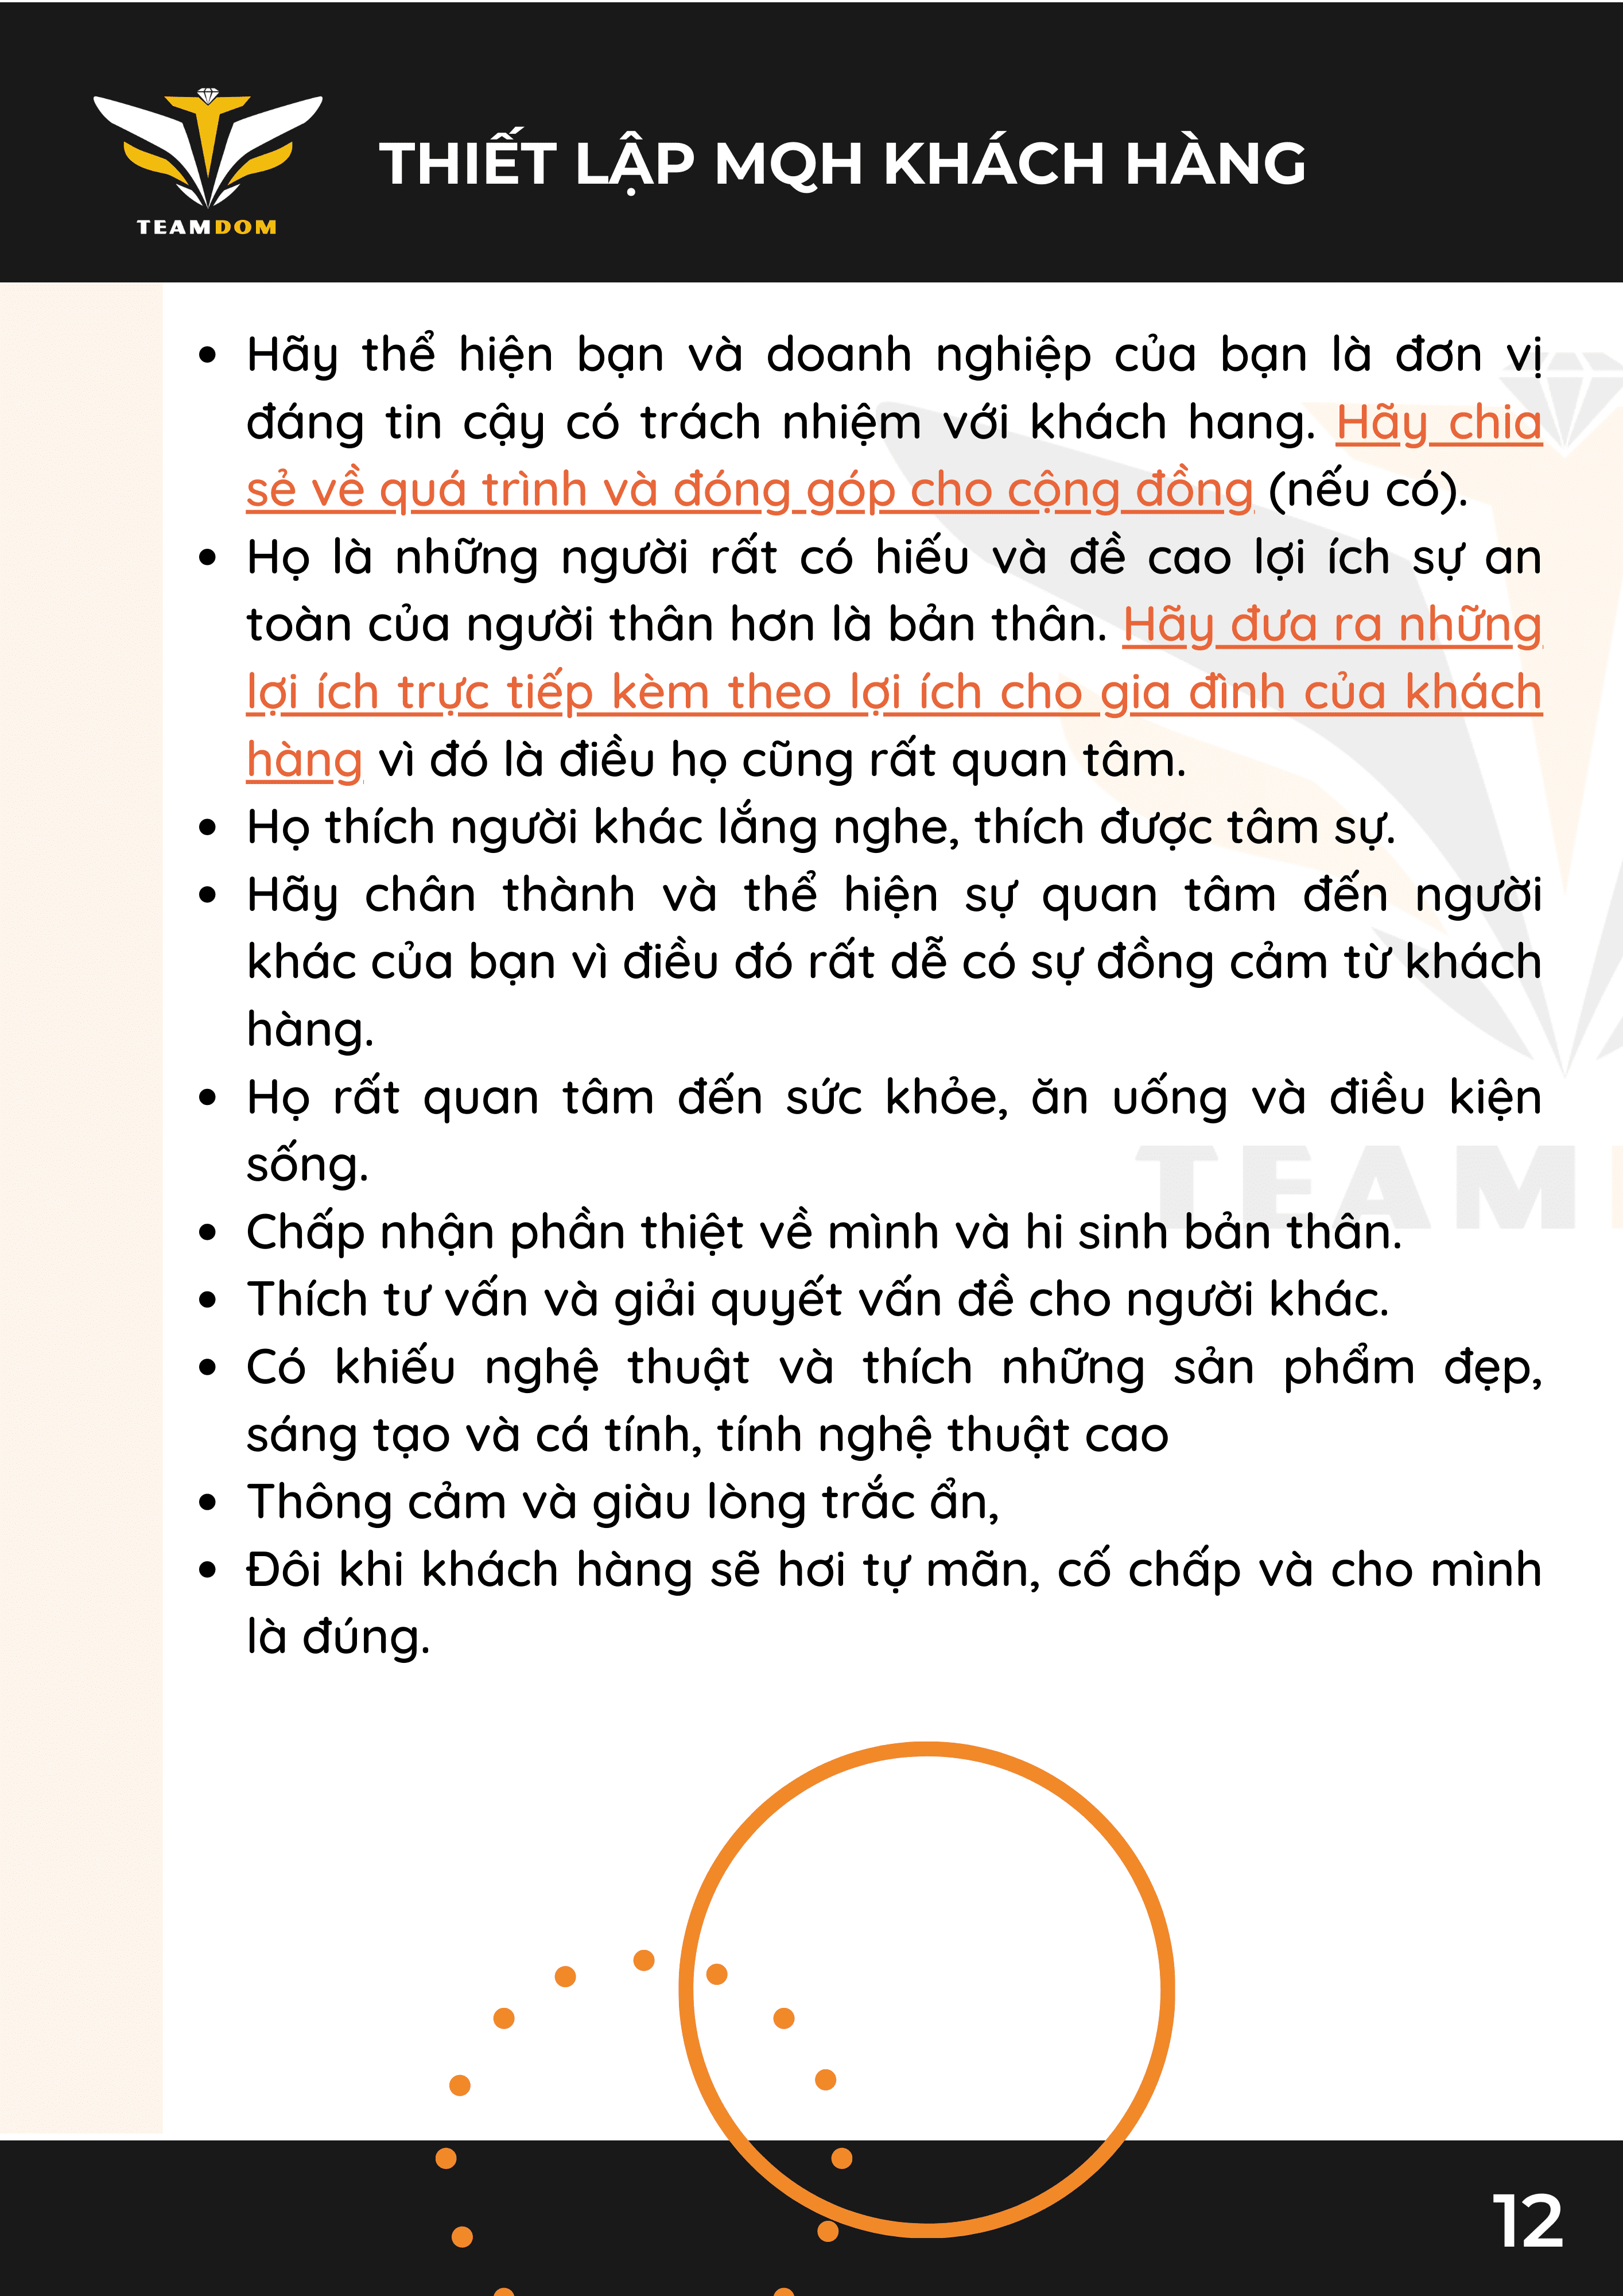 TEAMDOM
THIẾT LẬP MQH KHÁCH HÀNG
• Hãy thể hiện bạn và doanh nghiệp của bạn là đơn vị
đáng tin cậy có trách nhiệm với khách hang. Hãy chia
sẻ về quá trình và đóng góp cho cộng đồng (nếu có).
• Họ là những người rất có hiếu và đề cao lợi ích sự an
toàn của người thân hơn là bản thân. Hãy đưa ra những
lợi ích trực tiếp kèm theo lợi ích cho gia đình của khách
hàng vì đó là điều họ cũng rất quan tâm.
• Họ thích người khác lắng nghe, thích được tâm sự.
• Hãy chân thành và thể hiện sự quan tâm đến người
khác của bạn vì điều đó rất dễ có sự đồng cảm từ khách
hàng.
• Họ rất quan tâm đến sức khỏe, ăn uống và điều kiện
sống.
TEAM
• Chấp nhận phần thiệt về mình và hi sinh bản thân.
• Thích tư vấn và giải quyết vấn đề cho người khác.
• Có khiếu nghệ thuật và thích những sản phẩm đẹp,
sáng tạo và cá tính, tính nghệ thuật cao
• Thông cảm và giàu lòng trắc ẩn,
• Đôi khi khách hàng sẽ hơi tự mãn, cố chấp và cho mình
là đúng.
12